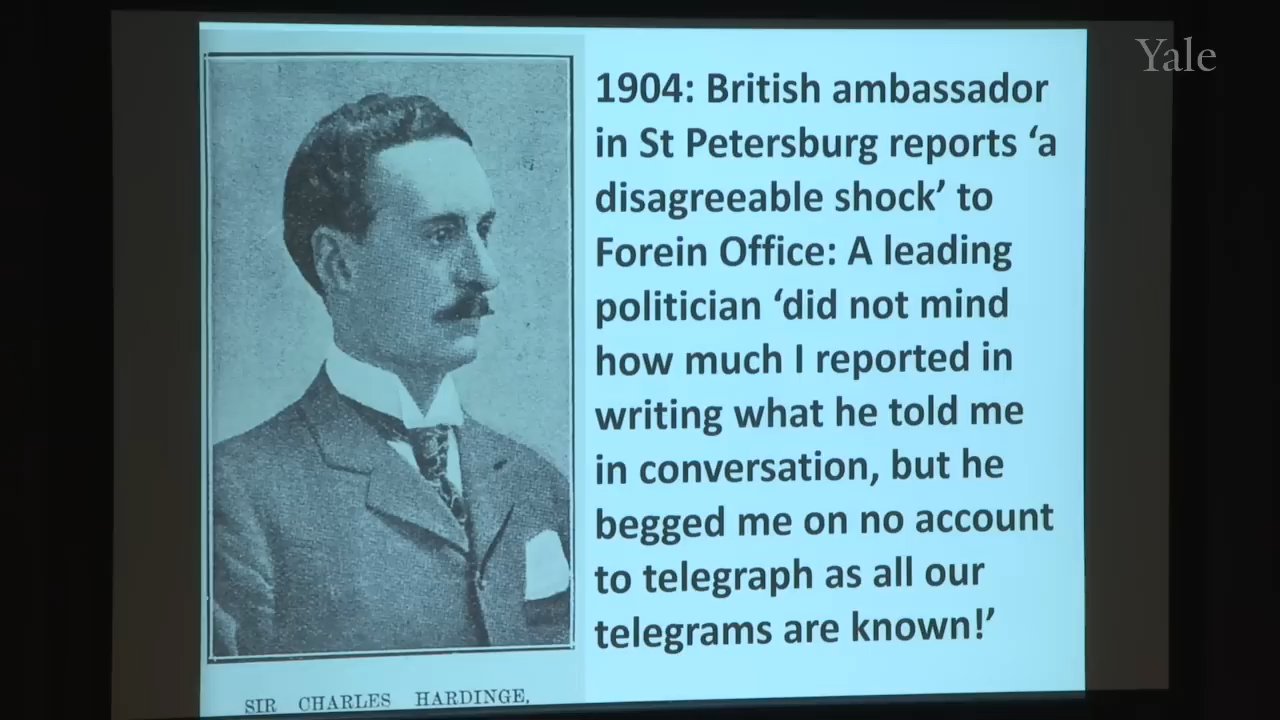 Yale
1904: British ambassador
in St Petersburg reports ‘a
disagreeable shock’ to
Forein Office: A leading
politician ‘did not mind
how much I reported in
writing what he told me
in conversation, but he
begged me on no account
to telegraph as all our
telegrams are known!’
SIR CHARLES HARDINGE,